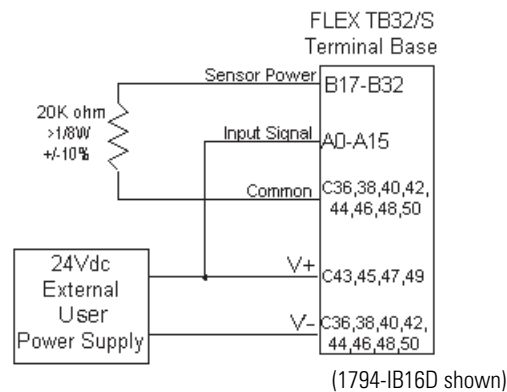 FLEX TB32/S
Terminal Base
Sensor Power
B17-B32
20K ohm
>1/8W
+/-10%
Input Signal
A0-A15
Common
C36,38,40,42,
44,46,48,50
24Vdc
External
User
Power Supply
V+
C43,45,47,49
V-
C36,38,40,42,
44,46,48,50
(1794-IB16D shown)